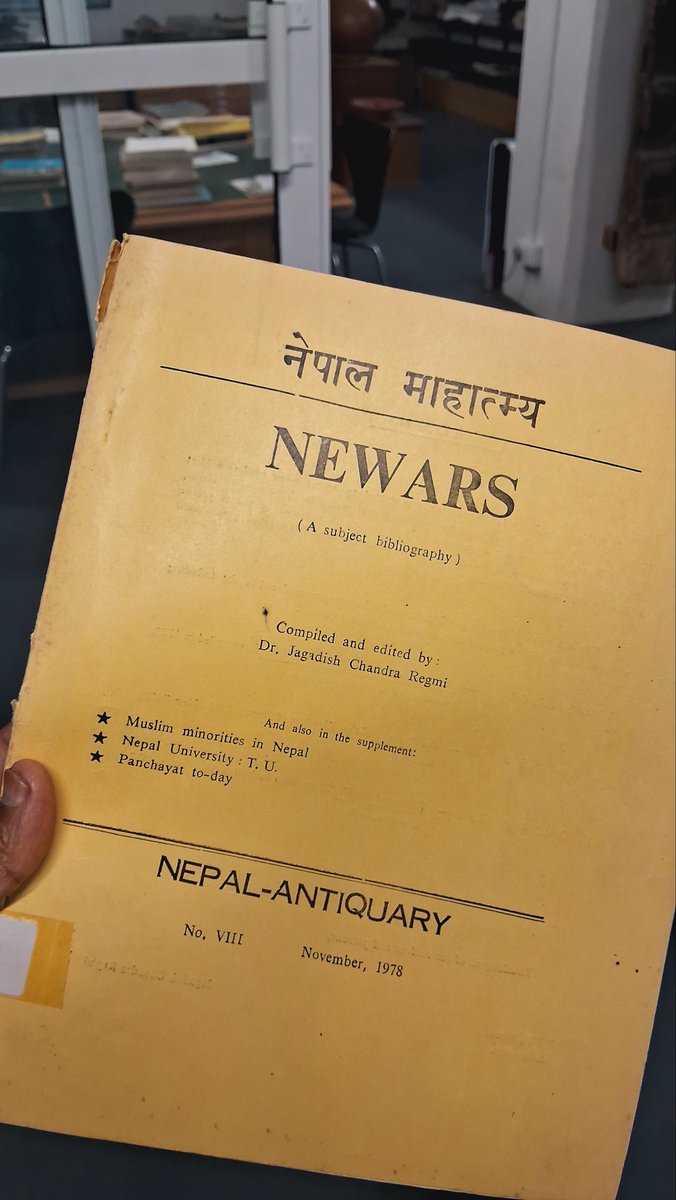 नेपाल माहात्म्य
NEWARS
( A subject bibliography )
Compiled and edited by :
Dr. Jagadish Chandra Regmi
And also in the supplement:
★ Muslim minorities in Nepal
★ Nepal University : T. U.
★ Panchayat to-day
NEPAL-ANTIQUARY
No, VIII November, 1978